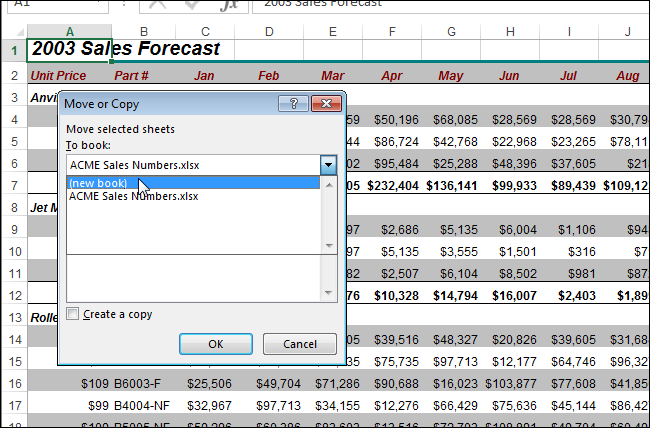 A1 fx 2003 Sales Forecast
A B C D E F G H I J
1 2003 Sales Forecast
2 Unit Price Part # Jan Feb Mar Apr May Jun Jul Aug
3 Anvi
4 59 $50,196 $68,085 $28,569 $28,569 $30,79
5 44 $86,724 $42,768 $22,968 $23,265 $78,11
6 02 $95,484 $25,288 $48,396 $37,605 $21
7 05 $232,404 $136,141 $99,933 $89,439 $109,12
8 Jet M
9 97 $2,686 $5,135 $6,004 $1,106 $94
10 97 $5,135 $3,555 $1,501 $316 $7
11 82 $2,507 $6,104 $8,502 $981 $87
12 76 $10,328 $14,794 $16,007 $2,403 $1,89
13 Rolle
14 05 $39,516 $48,327 $20,826 $39,605 $31,68
15 35 $75,735 $97,713 $12,177 $64,746 $96,32
16 $109 B6003-F $25,506 $49,704 $71,286 $90,688 $16,023 $103,877 $77,608 $41,85
17 $99 B4004-NF $32,967 $97,713 $34,155 $12,276 $66,429 $75,636 $45,144 $86,42
Move or Copy
Move selected sheets
To book:
ACME Sales Numbers.xlsx
(new book)
ACME Sales Numbers.xlsx
Create a copy
OK Cancel